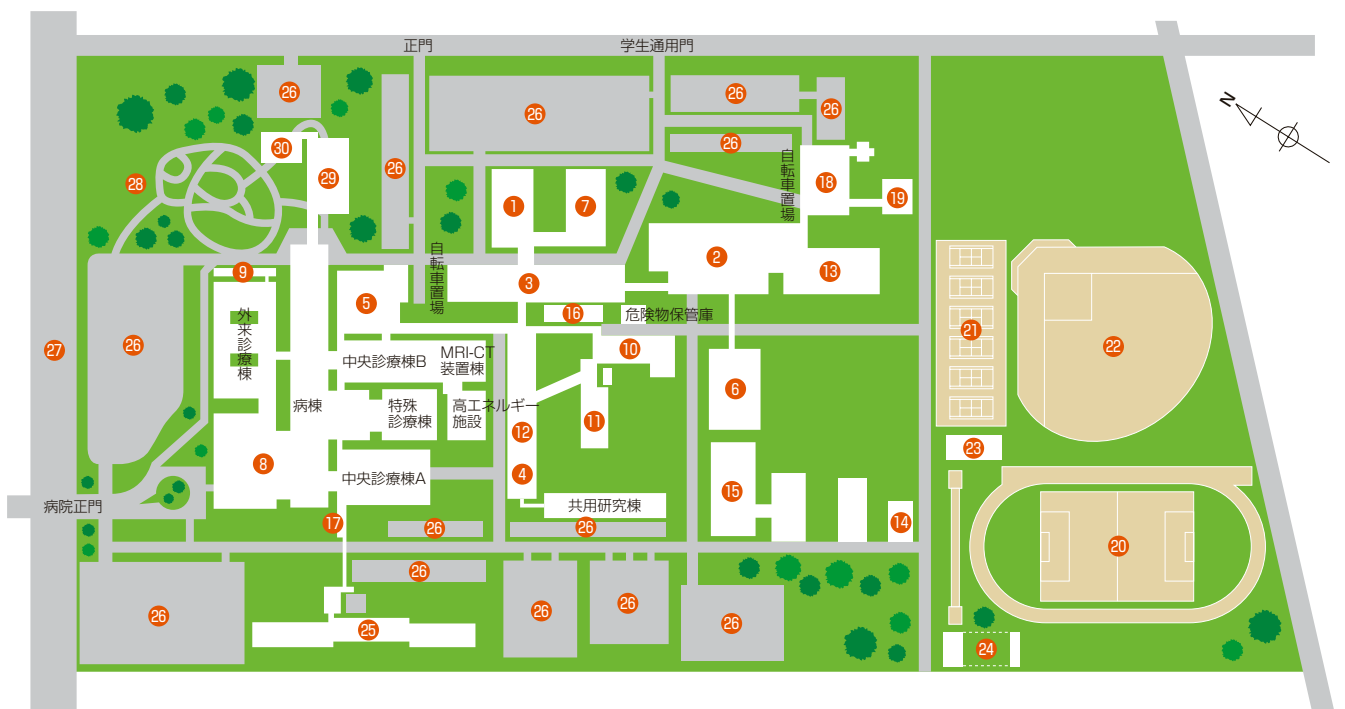 正門
学生通用門
26
26
26
26
26
26
N
30
28
29
自転車置場
18
19
1
7
自転車置場
2
9
3
13
5
16
危険物保管庫
27
26
外来診療棟
中央診療棟B
MRI-CT
装置棟
10
21
22
病棟
特殊
診療棟
高エネルギー
施設
6
11
12
23
8
中央診療棟A
4
15
病院正門
共用研究棟
17
26
26
14
20
26
26
26
26
26
25
24